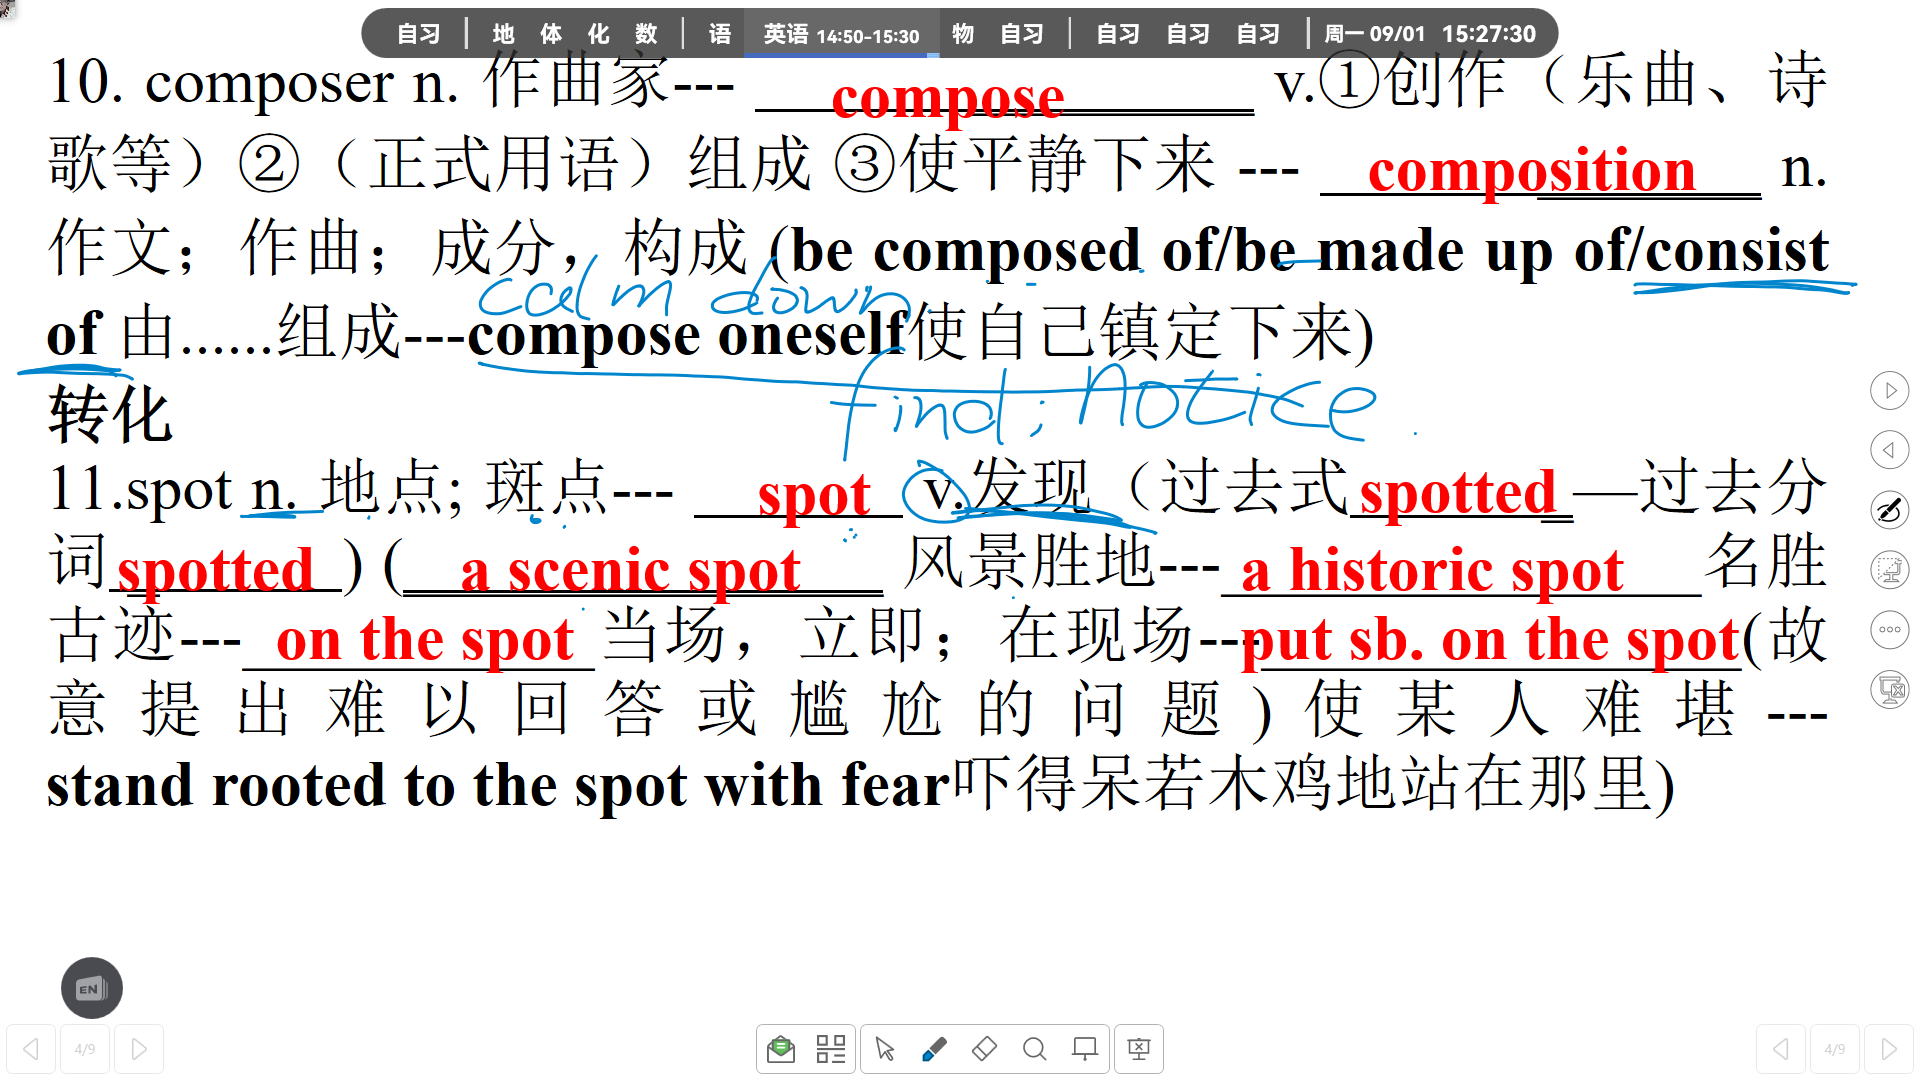 自习 | 地 体 化 数 | 语 英语 14:50-15:30 物 自习 | 自习 自习 自习 | 周一 09/01 15:27:30
10. composer n. 作曲家--- compose v.①创作（乐曲、诗
歌等）②（正式用语）组成 ③使平静下来 --- composition n.
作文；作曲；成分，构成 (be composed of/be made up of/consist
calm down
of 由......组成---compose oneself使自己镇定下来)
find; notice
转化
11.spot n. 地点; 斑点--- spot v.发现（过去式spotted—过去分
词spotted) (a scenic spot 风景胜地---a historic spot名胜
古迹---on the spot当场，立即；在现场---put sb. on the spot(故
意提出难以回答或尴尬的问题)使某人难堪---
stand rooted to the spot with fear吓得呆若木鸡地站在那里)
EN
4/9
4/9